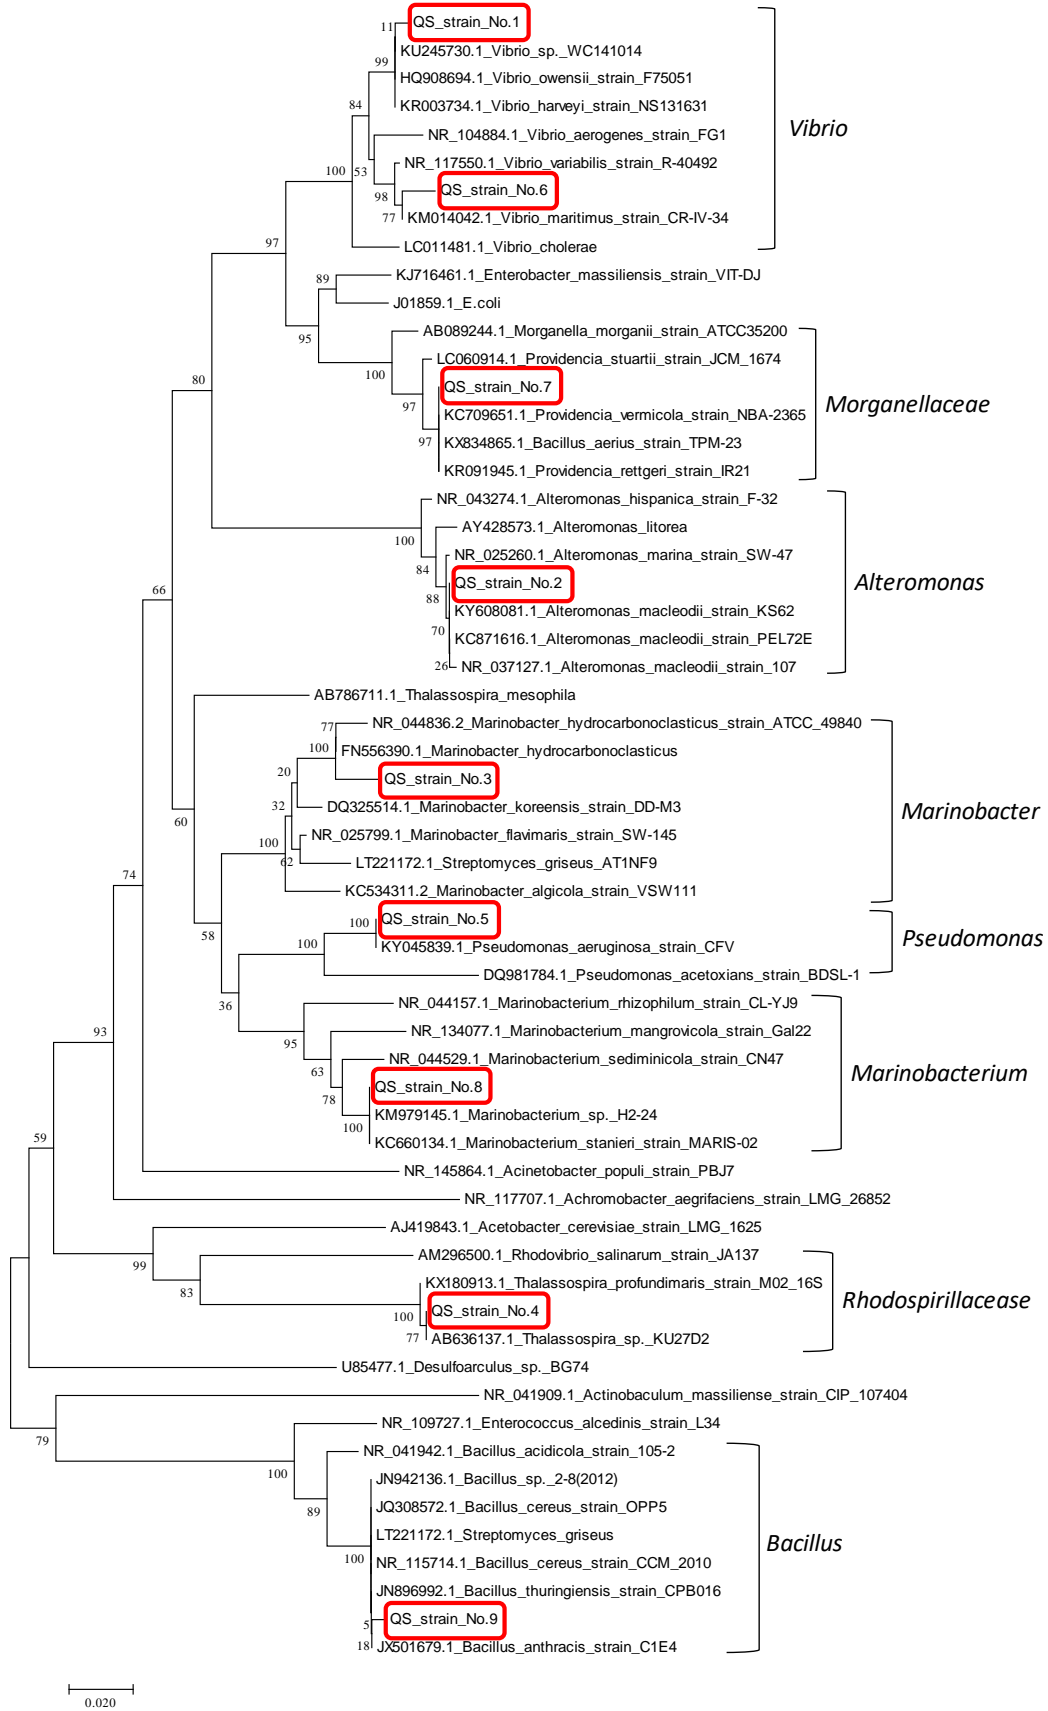 11
QS_strain_No.1
KU245730.1_Vibrio_sp._WC141014
99
HQ908694.1_Vibrio_owensii_strain_F75051
KR003734.1_Vibrio_harveyi_strain_NS131631
84
Vibrio
NR_104884.1_Vibrio_aerogenes_strain_FG1
NR_117550.1_Vibrio_variabilis_strain_R-40492
100
53
98
QS_strain_No.6
77
KM014042.1_Vibrio_maritimus_strain_CR-IV-34
97
LC011481.1_Vibrio_cholerae
89
KJ716461.1_Enterobacter_massiliensis_strain_VIT-DJ
J01859.1_E.coli
95
AB089244.1_Morganella_morganii_strain_ATCC35200
LC060914.1_Providencia_stuartii_strain_JCM_1674
100
80
QS_strain_No.7
97
Morganellaceae
KC709651.1_Providencia_vermicola_strain_NBA-2365
97
KX834865.1_Bacillus_aerius_strain_TPM-23
KR091945.1_Providencia_rettgeri_strain_IR21
NR_043274.1_Alteromonas_hispanica_strain_F-32
AY428573.1_Alteromonas_litorea
100
NR_025260.1_Alteromonas_marina_strain_SW-47
84
QS_strain_No.2
Alteromonas
66
88
KY608081.1_Alteromonas_macleodii_strain_KS62
70
KC871616.1_Alteromonas_macleodii_strain_PEL72E
26
NR_037127.1_Alteromonas_macleodii_strain_107
AB786711.1_Thalassospira_mesophila
77
NR_044836.2_Marinobacter_hydrocarbonoclasticus_strain_ATCC_49840
100
FN556390.1_Marinobacter_hydrocarbonoclasticus
20
QS_strain_No.3
32
DQ325514.1_Marinobacter_koreensis_strain_DD-M3
Marinobacter
60
NR_025799.1_Marinobacter_flavimaris_strain_SW-145
100
62
LT221172.1_Streptomyces_griseus_AT1NF9
74
KC534311.2_Marinobacter_algicola_strain_VSW111
100
QS_strain_No.5
58
100
KY045839.1_Pseudomonas_aeruginosa_strain_CFV
Pseudomonas
DQ981784.1_Pseudomonas_acetoxians_strain_BDSL-1
36
NR_044157.1_Marinobacterium_rhizophilum_strain_CL-YJ9
93
95
NR_134077.1_Marinobacterium_mangrovicola_strain_Gal22
NR_044529.1_Marinobacterium_sediminicola_strain_CN47
63
Marinobacterium
QS_strain_No.8
78
KM979145.1_Marinobacterium_sp._H2-24
100
KC660134.1_Marinobacterium_stanieri_strain_MARIS-02
59
NR_145864.1_Acinetobacter_populi_strain_PBJ7
NR_117707.1_Achromobacter_aegrifaciens_strain_LMG_26852
AJ419843.1_Acetobacter_cerevisiae_strain_LMG_1625
99
AM296500.1_Rhodovibrio_salinarum_strain_JA137
83
KX180913.1_Thalassospira_profundimaris_strain_M02_16S
Rhodospirillacease
100
QS_strain_No.4
77
AB636137.1_Thalassospira_sp._KU27D2
U85477.1_Desulfoarculus_sp._BG74
NR_041909.1_Actinobaculum_massiliense_strain_CIP_107404
79
NR_109727.1_Enterococcus_alcedinis_strain_L34
NR_041942.1_Bacillus_acidicola_strain_105-2
100
JN942136.1_Bacillus_sp._2-8(2012)
89
JQ308572.1_Bacillus_cereus_strain_OPP5
LT221172.1_Streptomyces_griseus
Bacillus
100
NR_115714.1_Bacillus_cereus_strain_CCM_2010
JN896992.1_Bacillus_thuringiensis_strain_CPB016
5
QS_strain_No.9
18
JX501679.1_Bacillus_anthracis_strain_C1E4
0.020